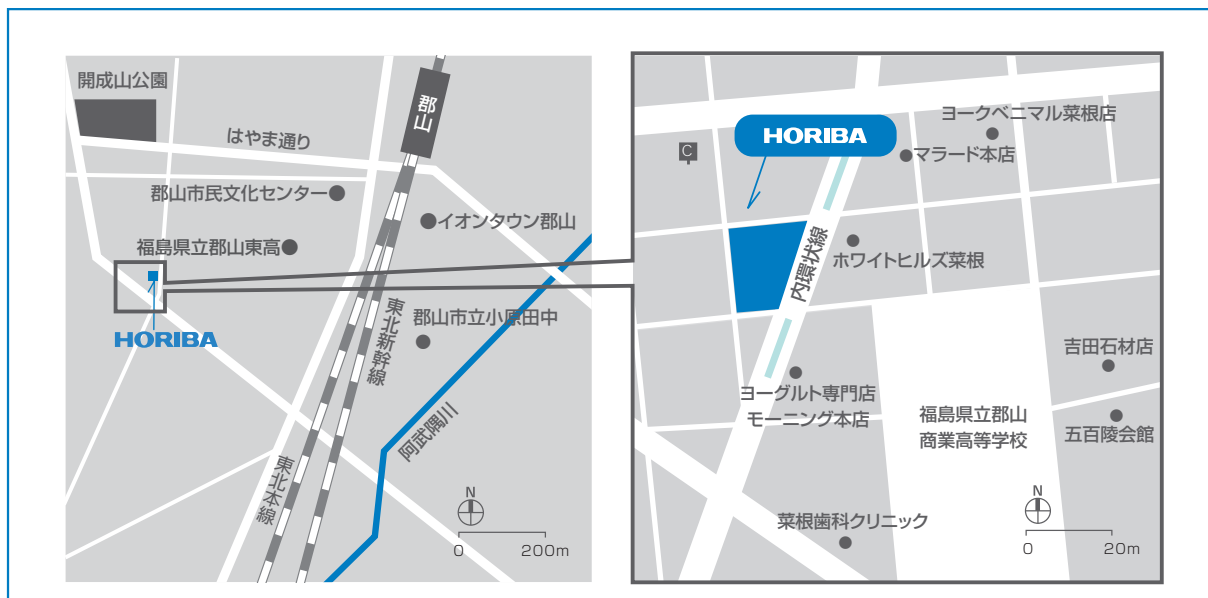 開成山公園
郡山
はやま通り
郡山市民文化センター
イオンタウン郡山
福島県立郡山東高
HORIBA
東北新幹線
郡山市立小原田中
阿武隈川
東北本線
N
0 200m
ヨークベニマル菜根店
HORIBA
C
マラード本店
内環状線
ホワイトヒルズ菜根
吉田石材店
ヨーグルト専門店
モーニング本店
福島県立郡山
商業高等学校
五百陵会館
菜根歯科クリニック
N
0 20m